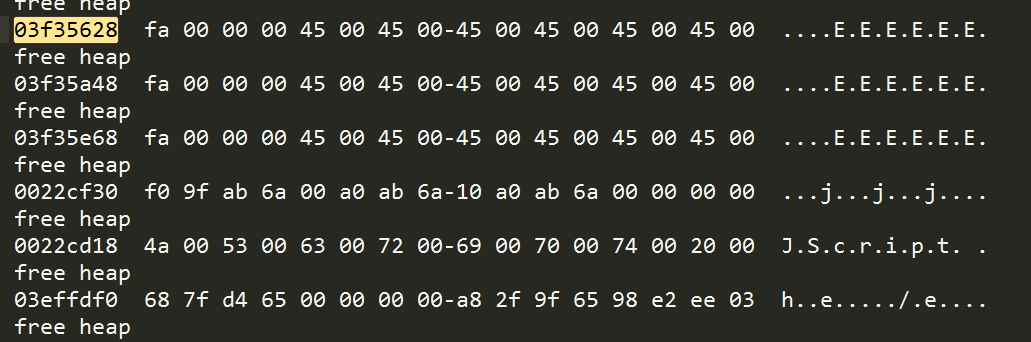 free heap
03f35628  fa 00 00 00 45 00 45 00-45 00 45 00 45 00 45 00  ....E.E.E.E.E.E.
free heap
03f35a48  fa 00 00 00 45 00 45 00-45 00 45 00 45 00 45 00  ....E.E.E.E.E.E.
free heap
03f35e68  fa 00 00 00 45 00 45 00-45 00 45 00 45 00 45 00  ....E.E.E.E.E.E.
free heap
0022cf30  f0 9f ab 6a 00 a0 ab 6a-10 a0 ab 6a 00 00 00 00  ...j...j...j....
free heap
0022cd18  4a 00 53 00 63 00 72 00-69 00 70 00 74 00 20 00  J.S.c.r.i.p.t. .
free heap
03effdf0  68 7f d4 65 00 00 00 00-a8 2f 9f 65 98 e2 ee 03  h..e...../.e....
free heap